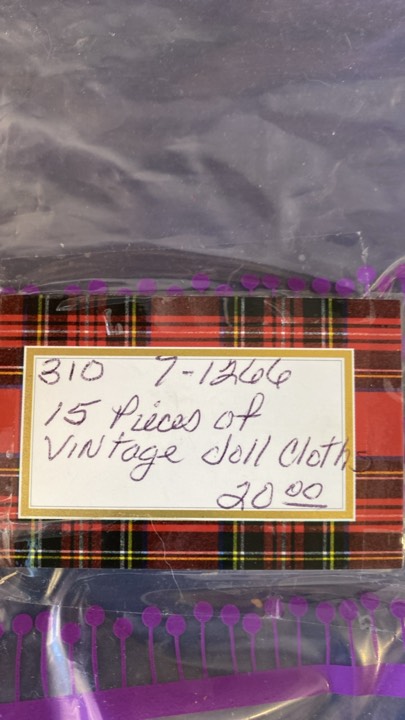 310 7-1266
15 Pieces of
Vintage doll cloths
20 00